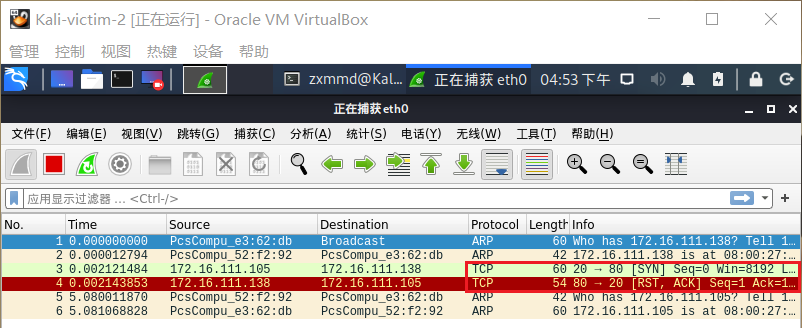 Kali-victim-2 [正在运行] - Oracle VM VirtualBox
管理 控制 视图 热键 设备 帮助
zxmmd@Kal... 正在捕获 eth0 04:53 下午
正在捕获 eth0
文件(F) 编辑(E) 视图(V) 跳转(G) 捕获(C) 分析(A) 统计(S) 电话(Y) 无线(W) 工具(T) 帮助(H)
应用显示过滤器 … <Ctrl-/>
No. Time Source Destination Protocol Length Info
1 0.000000000 PcsCompu_e3:62:db Broadcast ARP 60 Who has 172.16.111.138? Tell 1…
2 0.000012794 PcsCompu_52:f2:92 PcsCompu_e3:62:db ARP 42 172.16.111.138 is at 08:00:27:…
3 0.002121484 172.16.111.105 172.16.111.138 TCP 60 20 → 80 [SYN] Seq=0 Win=8192 L…
4 0.002143853 172.16.111.138 172.16.111.105 TCP 54 80 → 20 [RST, ACK] Seq=1 Ack=1…
5 5.080011870 PcsCompu_52:f2:92 PcsCompu_e3:62:db ARP 42 Who has 172.16.111.105? Tell 1…
6 5.081068828 PcsCompu_e3:62:db PcsCompu_52:f2:92 ARP 60 172.16.111.105 is at 08:00:27:…